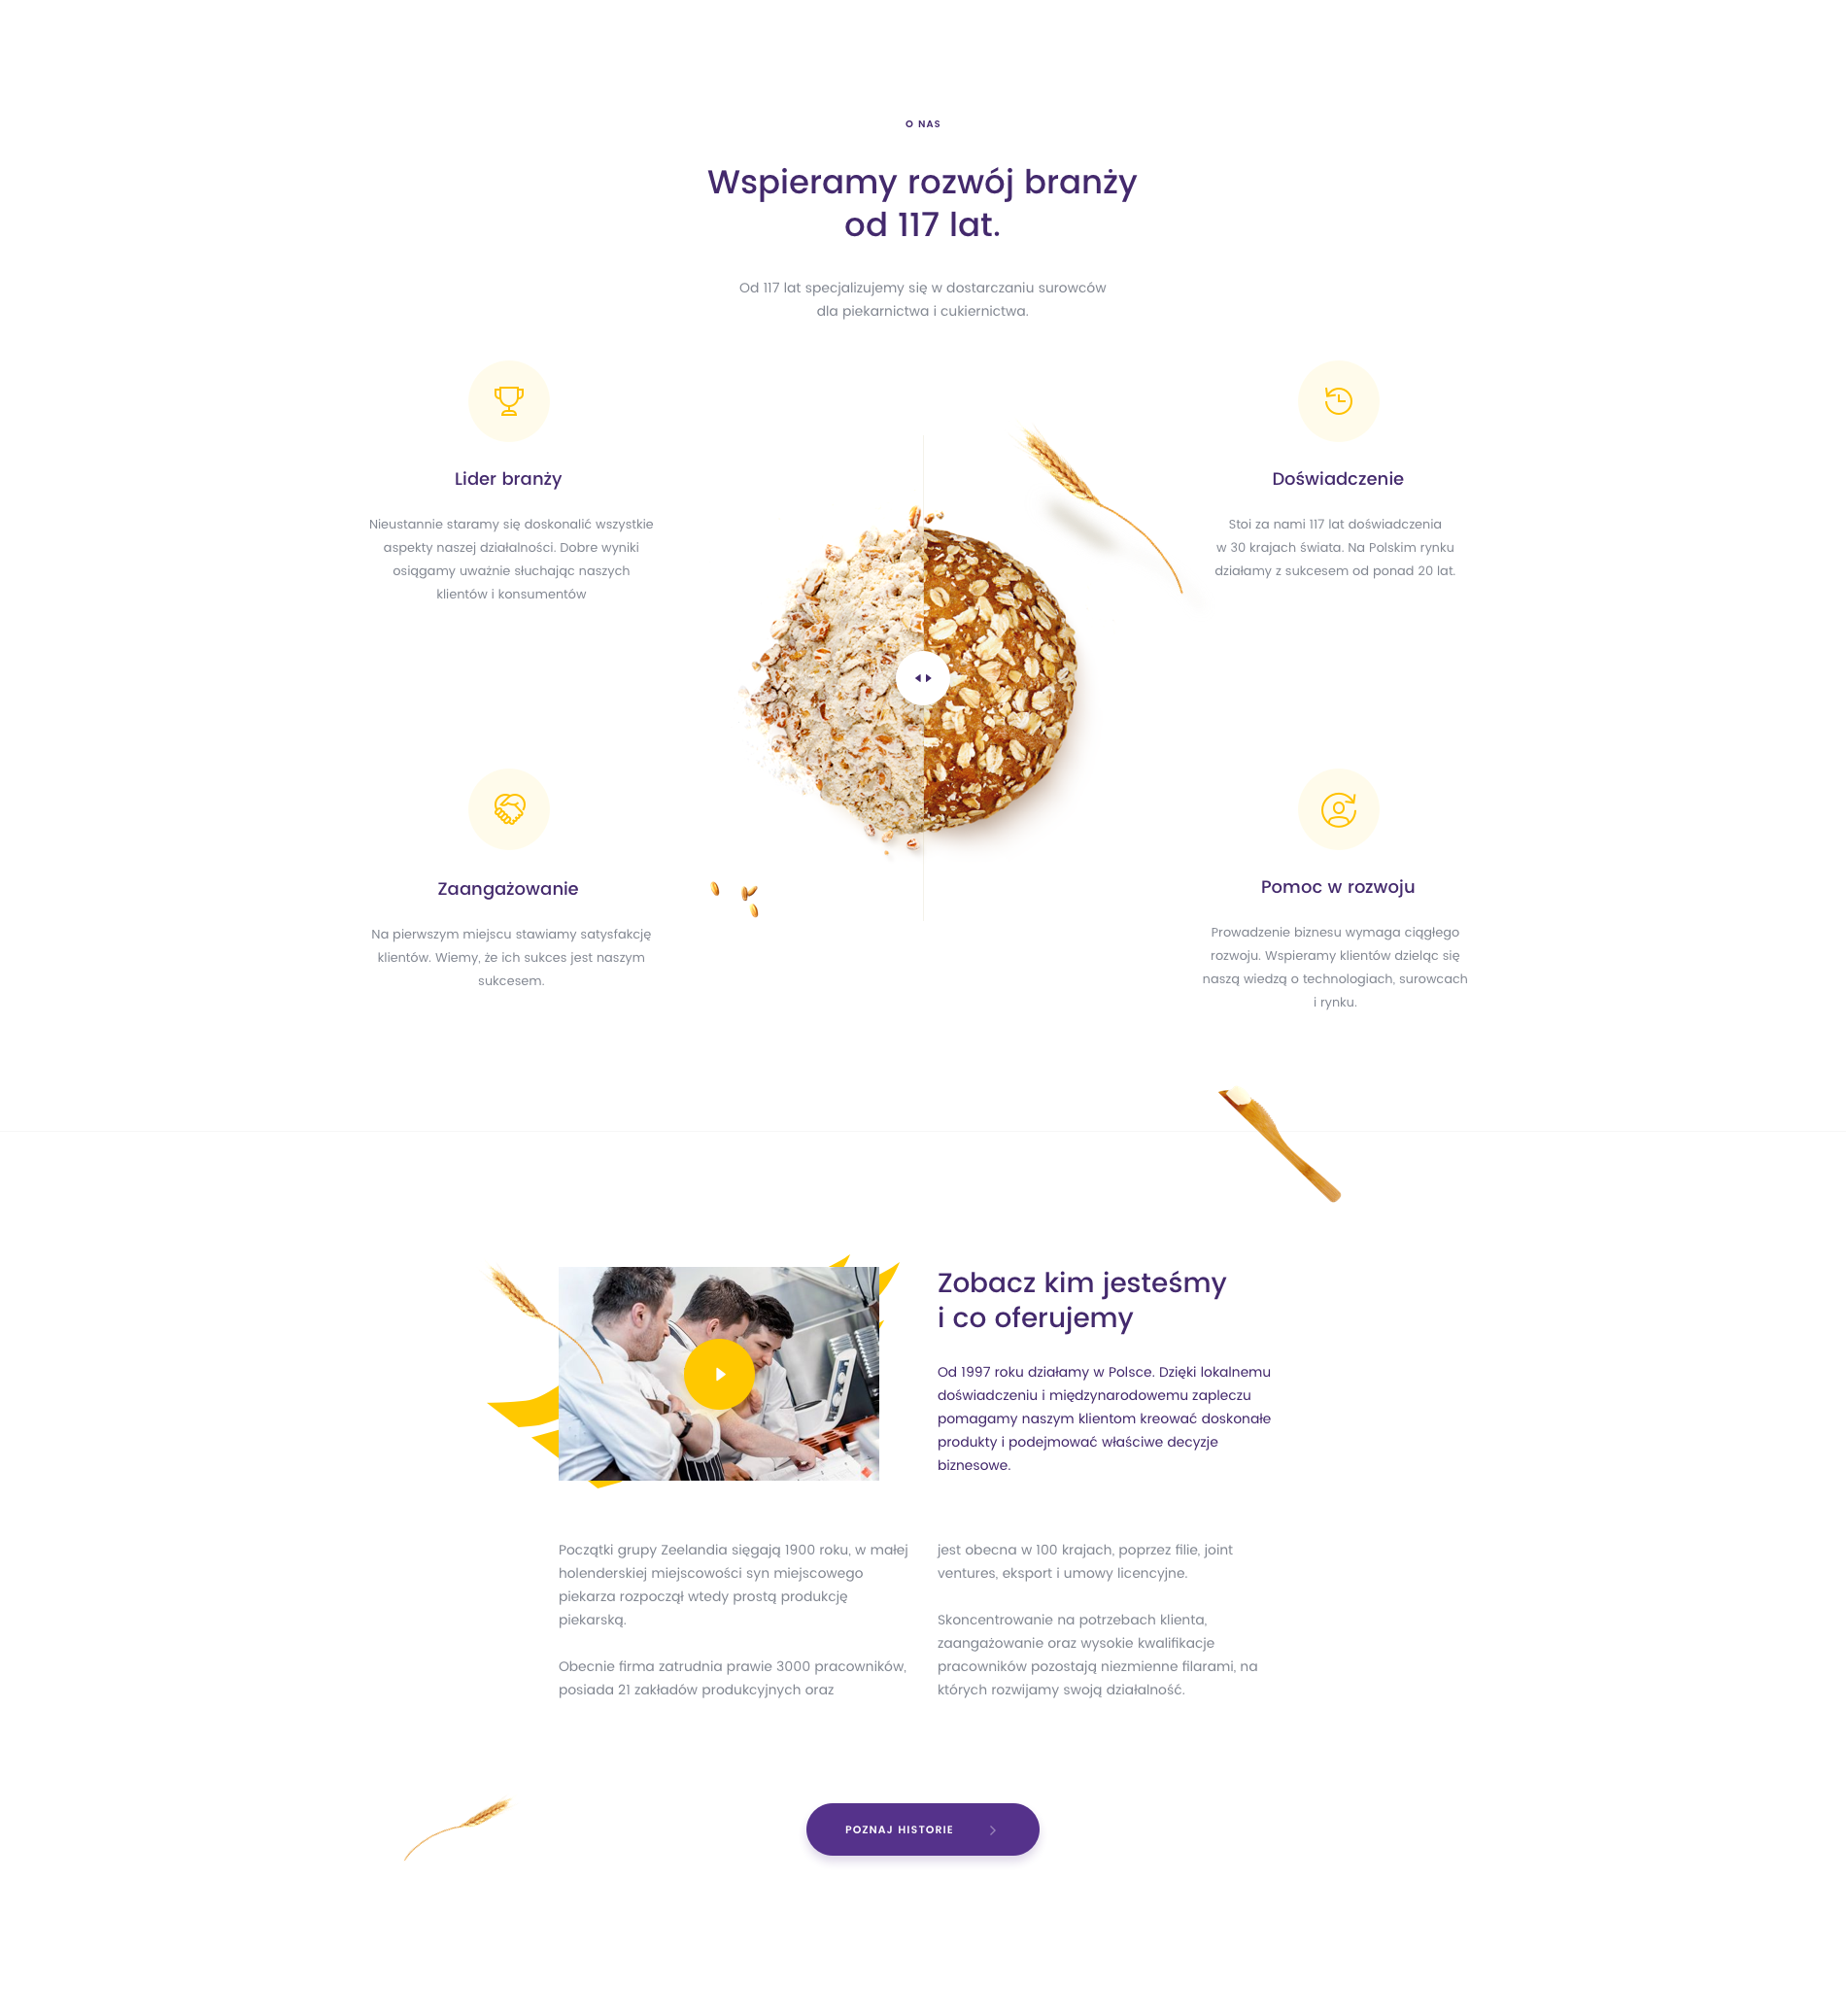 O NAS
Wspieramy rozwój branży
od 117 lat.
Od 117 lat specjalizujemy się w dostarczaniu surowców
dla piekarnictwa i cukiernictwa.
Lider branży
Nieustannie staramy się doskonalić wszystkie
aspekty naszej działalności. Dobre wyniki
osiągamy uważnie słuchając naszych
klientów i konsumentów
Doświadczenie
Stoi za nami 117 lat doświadczenia
w 30 krajach świata. Na Polskim rynku
działamy z sukcesem od ponad 20 lat.
Zaangażowanie
Na pierwszym miejscu stawiamy satysfakcję
klientów. Wiemy, że ich sukces jest naszym
sukcesem.
Pomoc w rozwoju
Prowadzenie biznesu wymaga ciągłego
rozwoju. Wspieramy klientów dzieląc się
naszą wiedzą o technologiach, surowcach
i rynku.
Zobacz kim jesteśmy
i co oferujemy
Od 1997 roku działamy w Polsce. Dzięki lokalnemu
doświadczeniu i międzynarodowemu zapleczu
pomagamy naszym klientom kreować doskonałe
produkty i podejmować właściwe decyzje
biznesowe.
Początki grupy Zeelandia sięgają 1900 roku, w małej
holenderskiej miejscowości syn miejscowego
piekarza rozpoczął wtedy prostą produkcję
piekarską.
Obecnie firma zatrudnia prawie 3000 pracowników,
posiada 21 zakładów produkcyjnych oraz
jest obecna w 100 krajach, poprzez filie, joint
ventures, eksport i umowy licencyjne.
Skoncentrowanie na potrzebach klienta,
zaangażowanie oraz wysokie kwalifikacje
pracowników pozostają niezmienne filarami, na
których rozwijamy swoją działalność.
POZNAJ HISTORIE